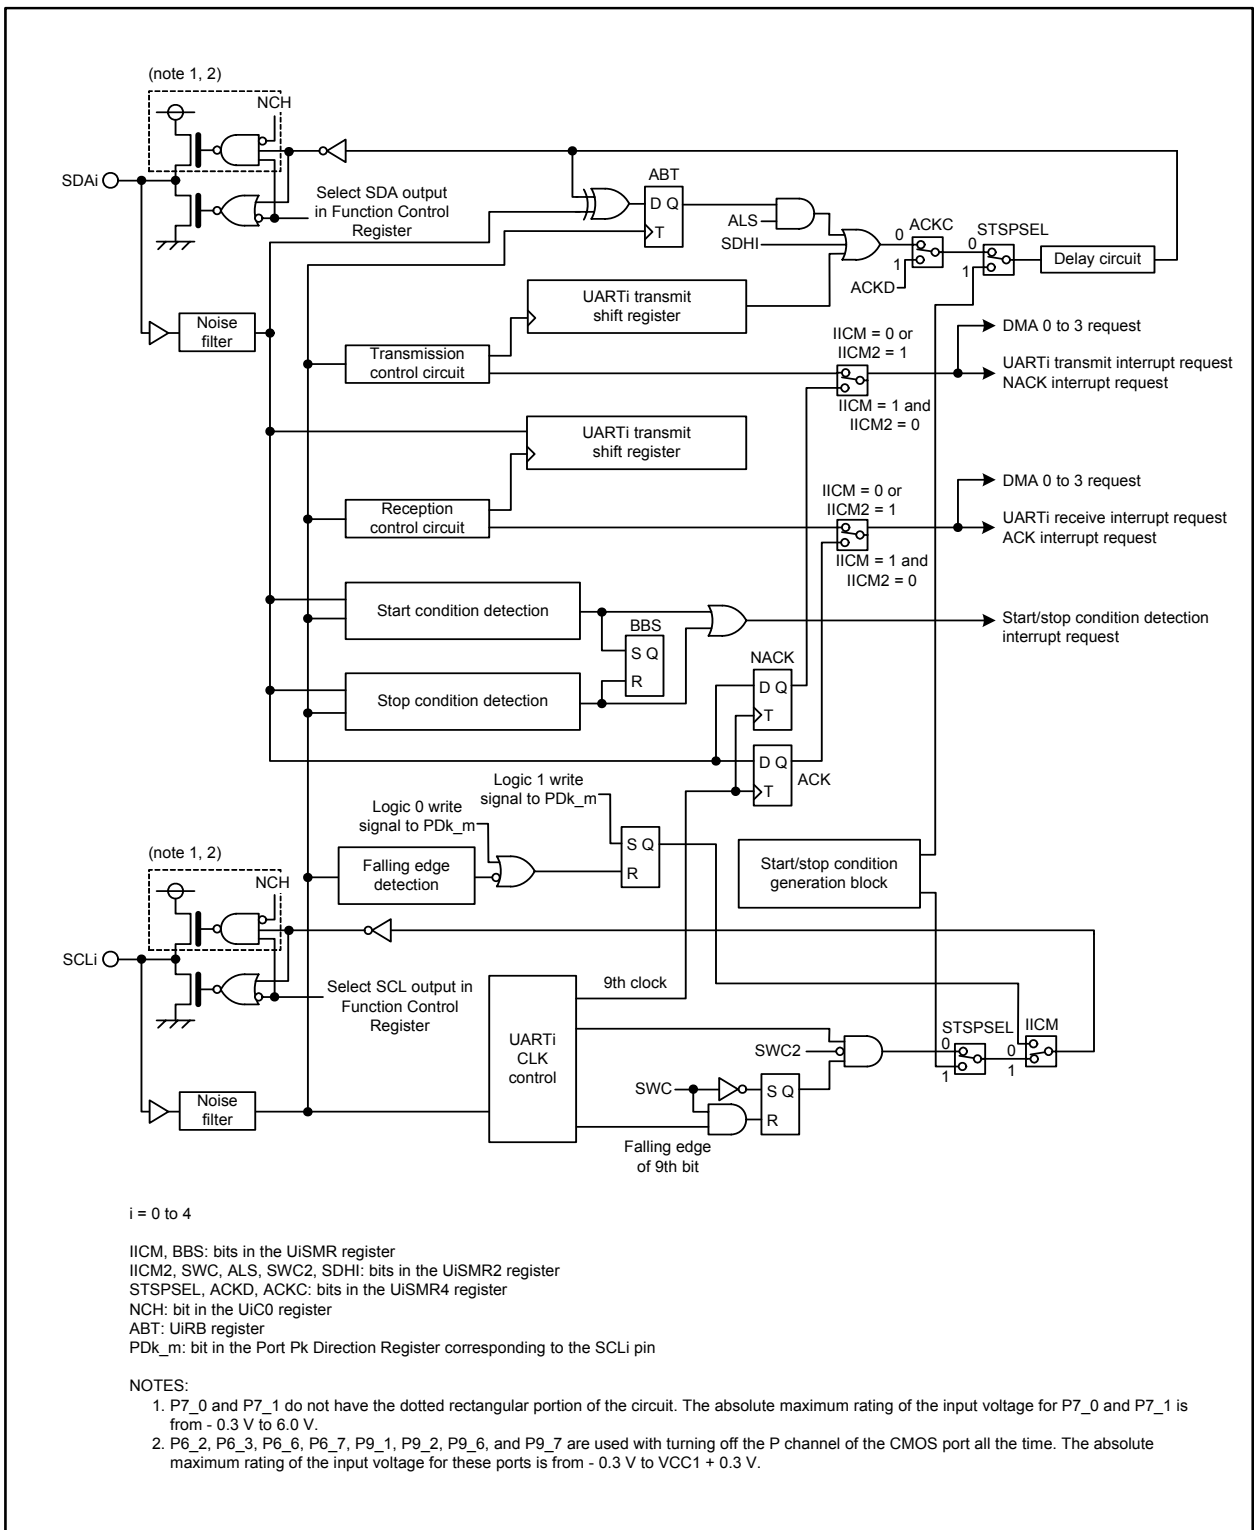 (note 1, 2)
NCH
SDAi
Select SDA output
in Function Control
Register
ABT
D Q
T
ALS
SDHI
ACKC
0
1
ACKD
STSPSEL
0
1
Delay circuit
UARTi transmit
shift register
Noise
filter
Transmission
control circuit
IICM = 0 or
IICM2 = 1
IICM = 1 and
IICM2 = 0
DMA 0 to 3 request
UARTi transmit interrupt request
NACK interrupt request
UARTi transmit
shift register
Reception
control circuit
IICM = 0 or
IICM2 = 1
IICM = 1 and
IICM2 = 0
DMA 0 to 3 request
UARTi receive interrupt request
ACK interrupt request
Start condition detection
BBS
S Q
R
Stop condition detection
Start/stop condition detection
interrupt request
NACK
D Q
T
D Q
T
ACK
Logic 1 write
signal to PDk_m
Logic 0 write
signal to PDk_m
S Q
R
Falling edge
detection
Start/stop condition
generation block
(note 1, 2)
NCH
SCLi
Select SCL output in
Function Control
Register
9th clock
UARTi
CLK
control
SWC2
SWC
S Q
R
Falling edge
of 9th bit
STSPSEL
0
1
IICM
0
1
Noise
filter
i = 0 to 4
IICM, BBS: bits in the UiSMR register
IICM2, SWC, ALS, SWC2, SDHI: bits in the UiSMR2 register
STSPSEL, ACKD, ACKC: bits in the UiSMR4 register
NCH: bit in the UiC0 register
ABT: UiRB register
PDk_m: bit in the Port Pk Direction Register corresponding to the SCLi pin
NOTES:
1. P7_0 and P7_1 do not have the dotted rectangular portion of the circuit. The absolute maximum rating of the input voltage for P7_0 and P7_1 is
from - 0.3 V to 6.0 V.
2. P6_2, P6_3, P6_6, P6_7, P9_1, P9_2, P9_6, and P9_7 are used with turning off the P channel of the CMOS port all the time. The absolute
maximum rating of the input voltage for these ports is from - 0.3 V to VCC1 + 0.3 V.